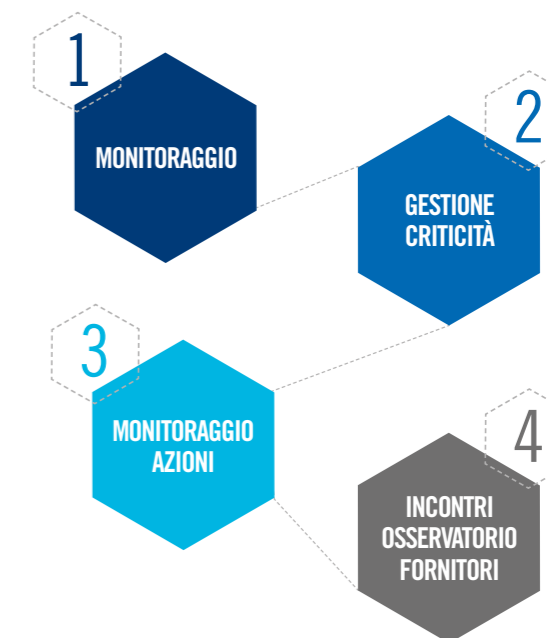 1
MONITORAGGIO
2
GESTIONE
CRITICITÀ
3
MONITORAGGIO
AZIONI
4
INCONTRI
OSSERVATORIO
FORNITORI